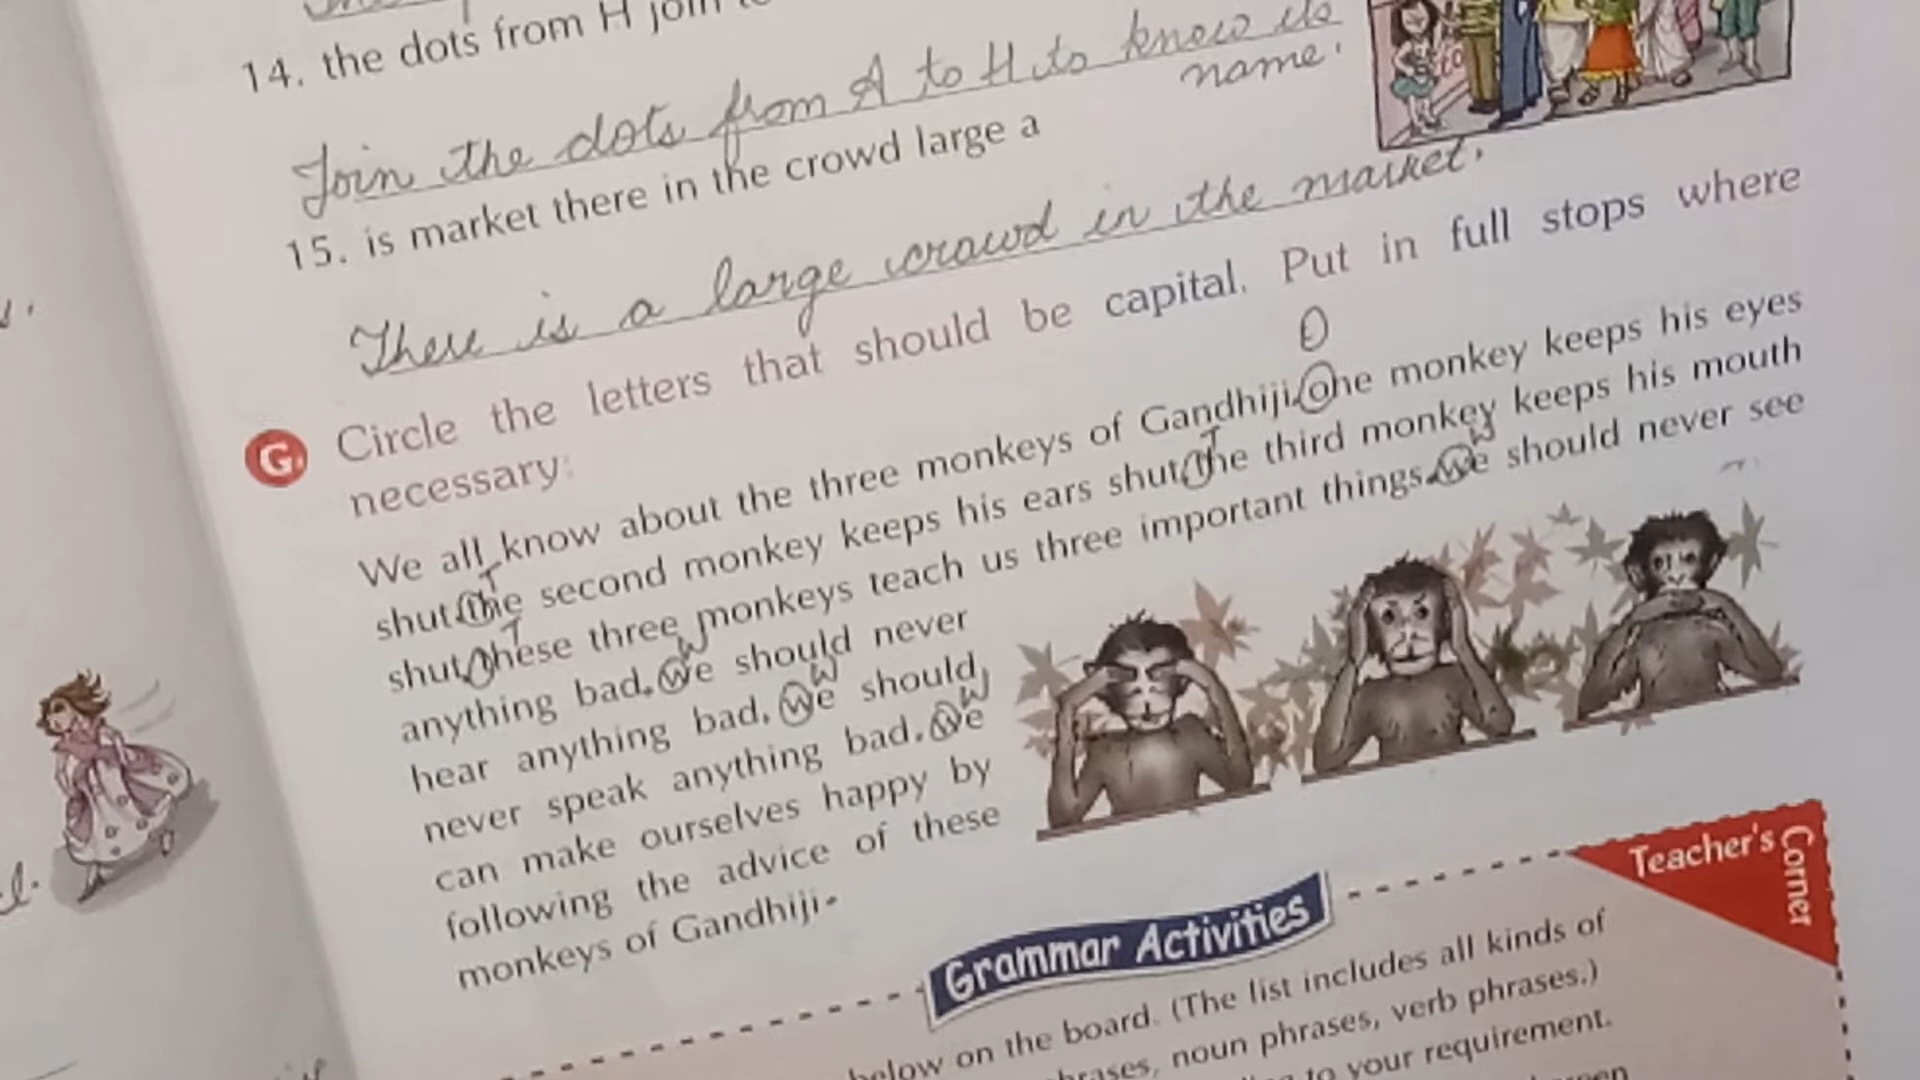 14. the dots from H join
Join the dots from A to H to know its
name.
15. is market there in the crowd large a
There is a large crowd in the market.
G. Circle the letters that should be capital. Put in full stops where
necessary:
We all know about the three monkeys of Gandhiji. one monkey keeps his eyes
O
shut. the second monkey keeps his ears shut. the third monkey keeps his mouth
T T
shut. these three monkeys teach us three important things. we should never see
T W
anything bad. we should never
W
hear anything bad. we should
W
never speak anything bad. we
W
can make ourselves happy by
following the advice of these
monkeys of Gandhiji.
Teacher's Corner
Grammar Activities
below on the board. (The list includes all kinds of
noun phrases, verb phrases.)
to your requirement.